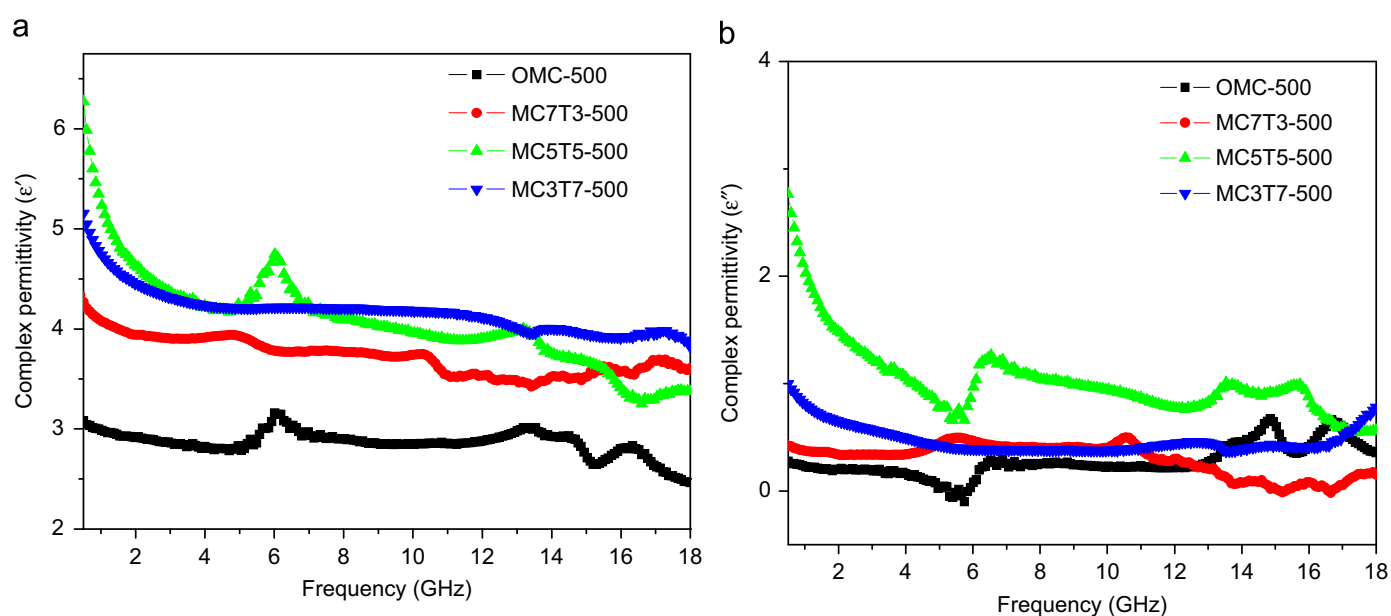 a
OMC-500
MC7T3-500
MC5T5-500
MC3T7-500
Complex permittivity (ε′)
6
5
4
3
2
2 4 6 8 10 12 14 16 18
Frequency (GHz)
b
OMC-500
MC7T3-500
MC5T5-500
MC3T7-500
Complex permittivity (ε″)
4
2
0
2 4 6 8 10 12 14 16 18
Frequency (GHz)